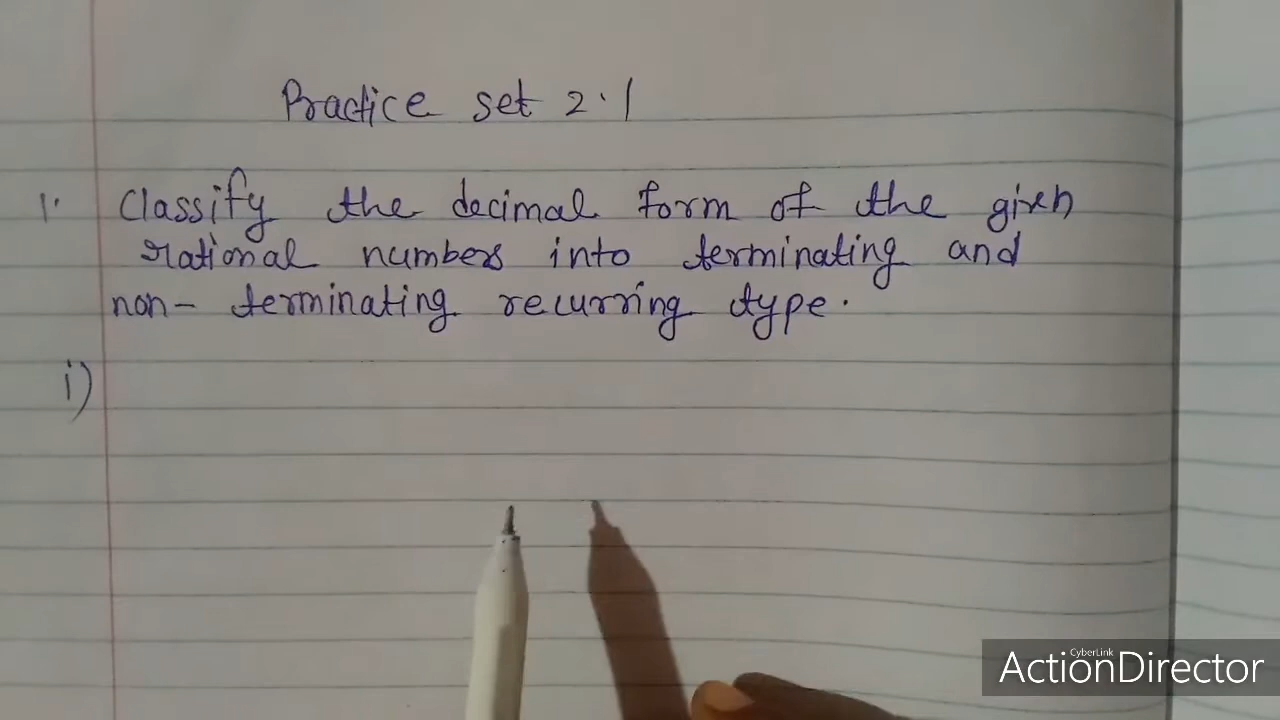 Practice set 2.1
1. Classify the decimal form of the given
rational numbers into terminating and
non- terminating recurring type.
i)
CyberLink
ActionDirector